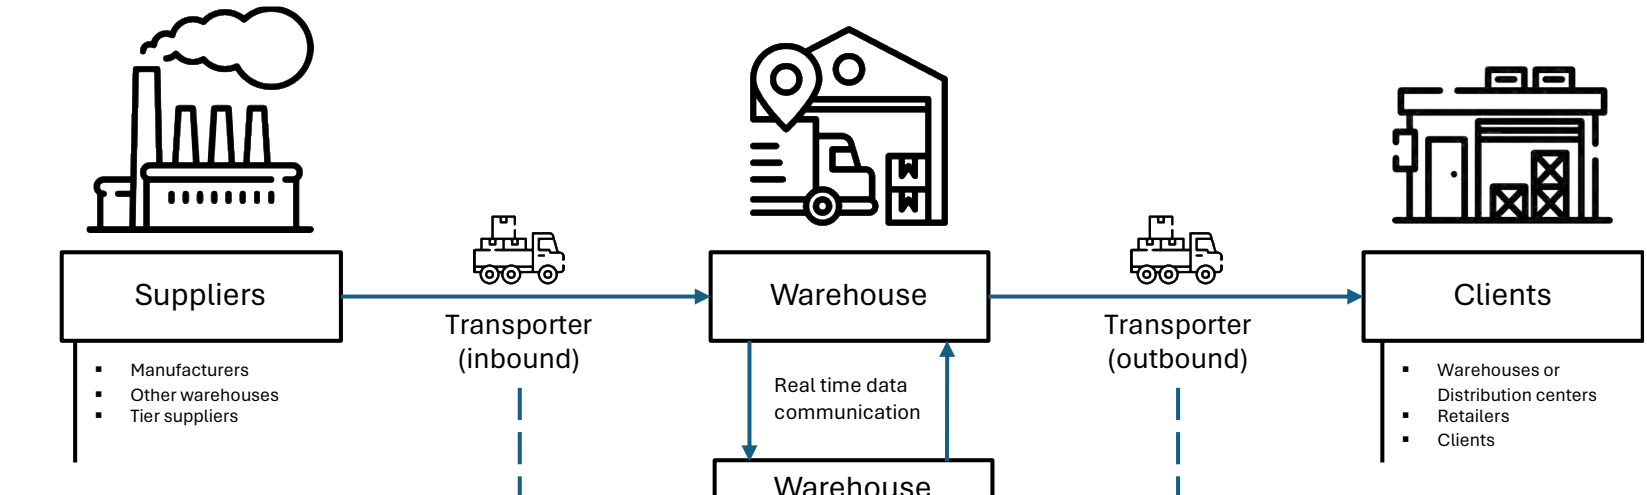 Suppliers
Warehouse
Clients
Transporter
(inbound)
Transporter
(outbound)
Manufacturers
Other warehouses
Tier suppliers
Real time data
communication
Warehouses or
Distribution centers
Retailers
Clients
Warehouse